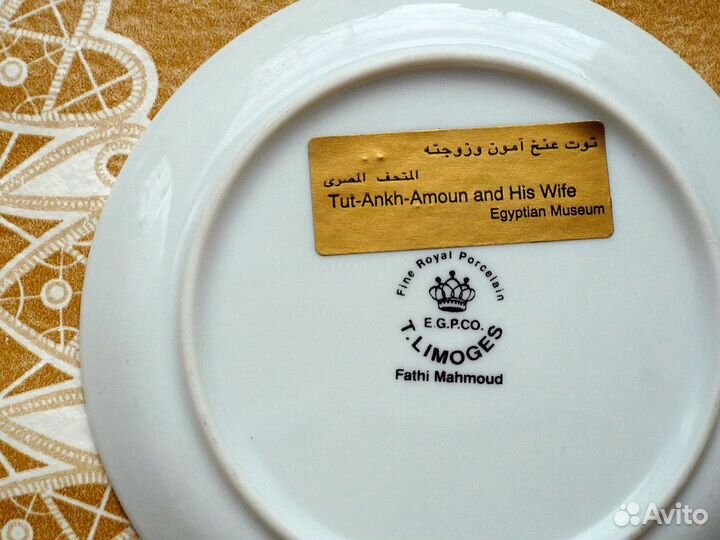 توت عنخ آمون وزوجته
المتحف المصرى
Tut-Ankh-Amoun and His Wife
Egyptian Museum
Fine Royal Porcelain
E.G.P.CO.
T. LIMOGES
Fathi Mahmoud
Avito